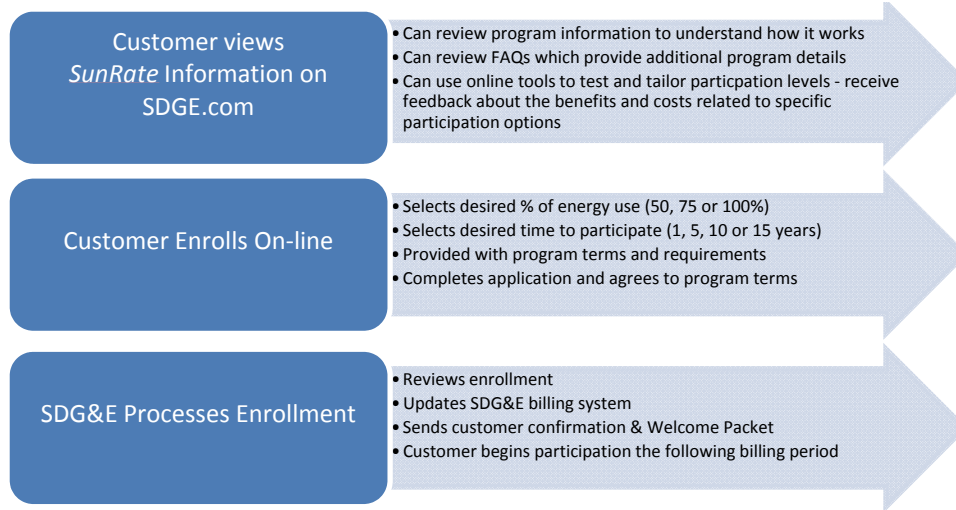 Customer views
SunRate Information on
SDGE.com
• Can review program information to understand how it works
• Can review FAQs which provide additional program details
• Can use online tools to test and tailor particpation levels - receive
feedback about the benefits and costs related to specific
participation options
Customer Enrolls On-line
• Selects desired % of energy use (50, 75 or 100%)
• Selects desired time to participate (1, 5, 10 or 15 years)
• Provided with program terms and requirements
• Completes application and agrees to program terms
SDG&E Processes Enrollment
• Reviews enrollment
• Updates SDG&E billing system
• Sends customer confirmation & Welcome Packet
• Customer begins participation the following billing period